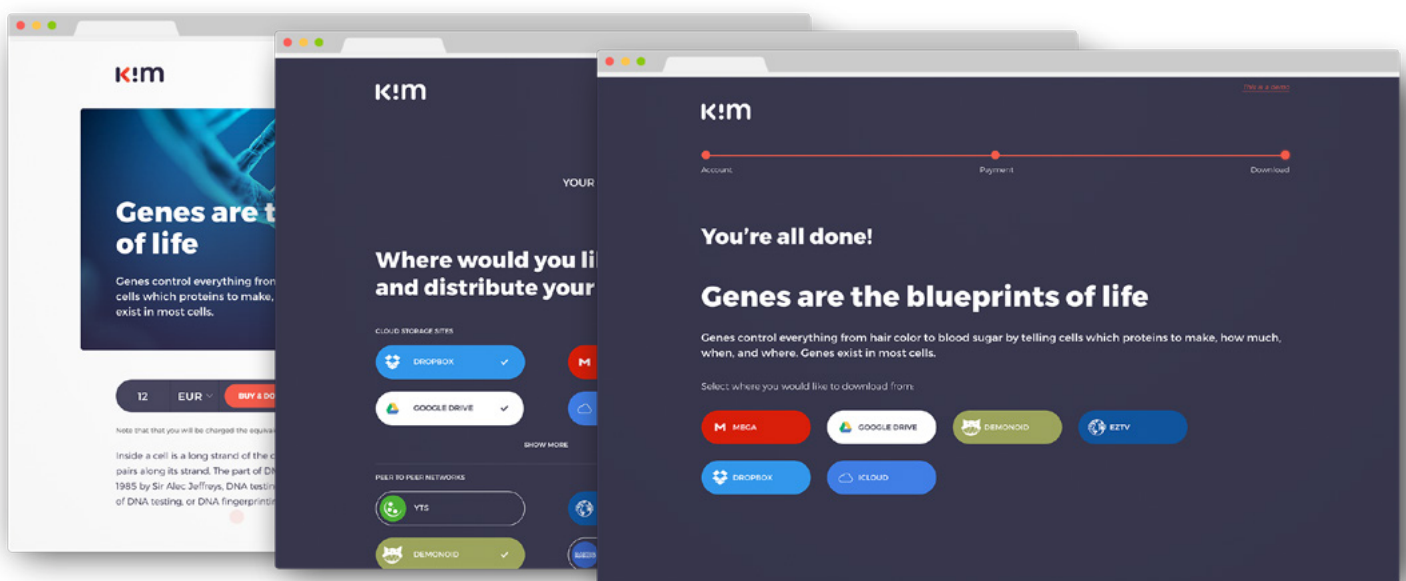 K!m
Genes are t
of life
Genes control everything from
cells which proteins to make,
exist in most cells.
12 EUR BUY & DO
Note that that you will be charged the equiva
Inside a cell is a long strand of the c
pairs along its strand. The part of DN
1985 by Sir Alec Jeffreys, DNA testin
of DNA testing, or DNA fingerprintin
K!m
YOUR
Where would you li
and distribute your
CLOUD STORAGE SITES
DROPBOX
M
GOOGLE DRIVE
SHOW MORE
PEER TO PEER NETWORKS
YTS
DEMONOID
This is a demo
K!m
Account Payment Download
You're all done!
Genes are the blueprints of life
Genes control everything from hair color to blood sugar by telling cells which proteins to make, how much,
when, and where. Genes exist in most cells.
Select where you would like to download from:
M MEGA GOOGLE DRIVE DEMONOID EZTV
DROPBOX ICLOUD